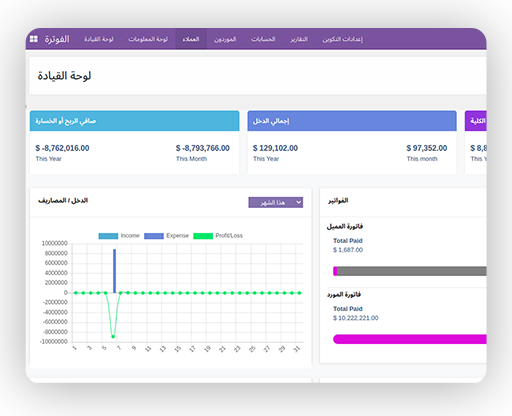 الفوترة لوحة القيادة لوحة المعلومات العملاء الموردون الحسابات التقارير إعدادات التكوين
لوحة القيادة
صافي الربح أو الخسارة
$ -8,762,016.00 $ -8,793,766.00
This Year This Month
إجمالي الدخل
$ 129,102.00 $ 97,352.00
This Year This month
الكلية
$ 8,8
This Y
الدخل / المصاريف
هذا الشهر
Income Expense Profit/Loss
10000000
8000000
6000000
4000000
2000000
0
-2000000
-4000000
-6000000
-8000000
-10000000
1 3 5 7 9 11 13 15 17 19 21 23 25 27 29 31
الفواتير
فاتورة العميل
Total Paid
$ 1,687.00
فاتورة المورد
Total Paid
$ 10,222,221.00